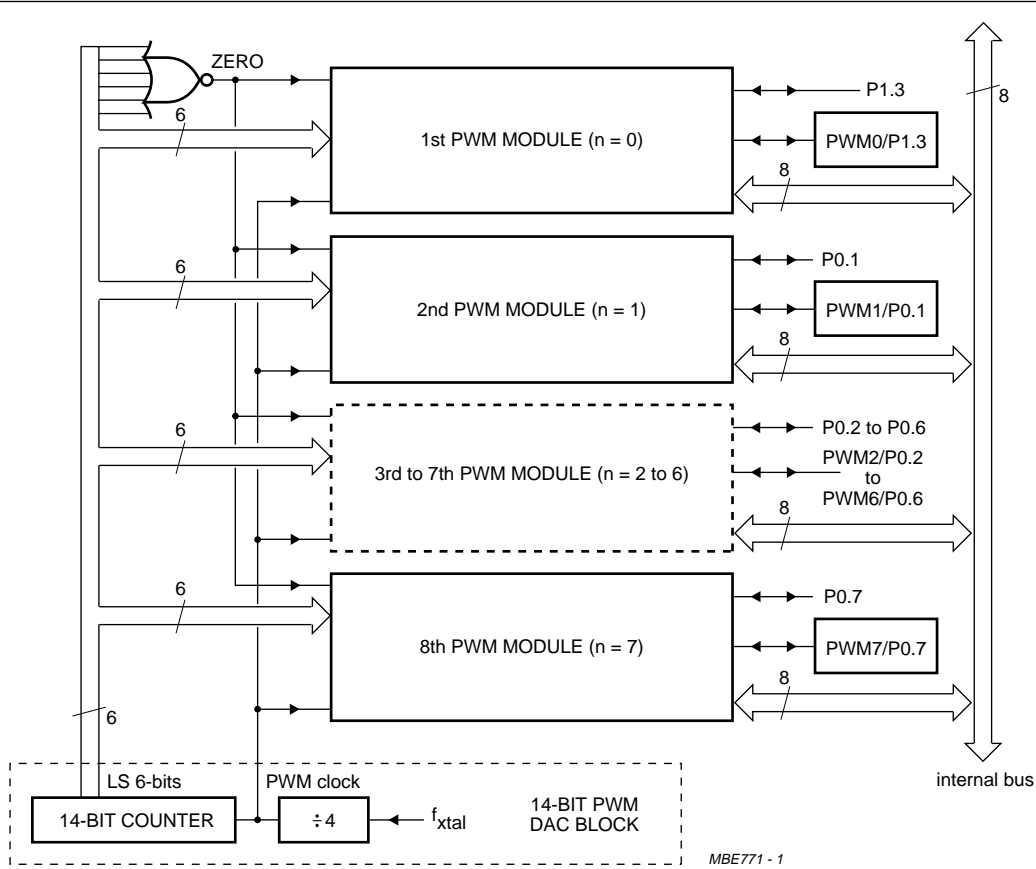 ZERO
6
1st PWM MODULE (n = 0)
P1.3
PWM0/P1.3
8
8
6
2nd PWM MODULE (n = 1)
P0.1
PWM1/P0.1
8
6
3rd to 7th PWM MODULE (n = 2 to 6)
P0.2 to P0.6
PWM2/P0.2
to
PWM6/P0.6
8
6
8th PWM MODULE (n = 7)
P0.7
PWM7/P0.7
8
6
internal bus
LS 6-bits
PWM clock
14-BIT COUNTER
÷4
fxtal
14-BIT PWM
DAC BLOCK
MBE771 - 1